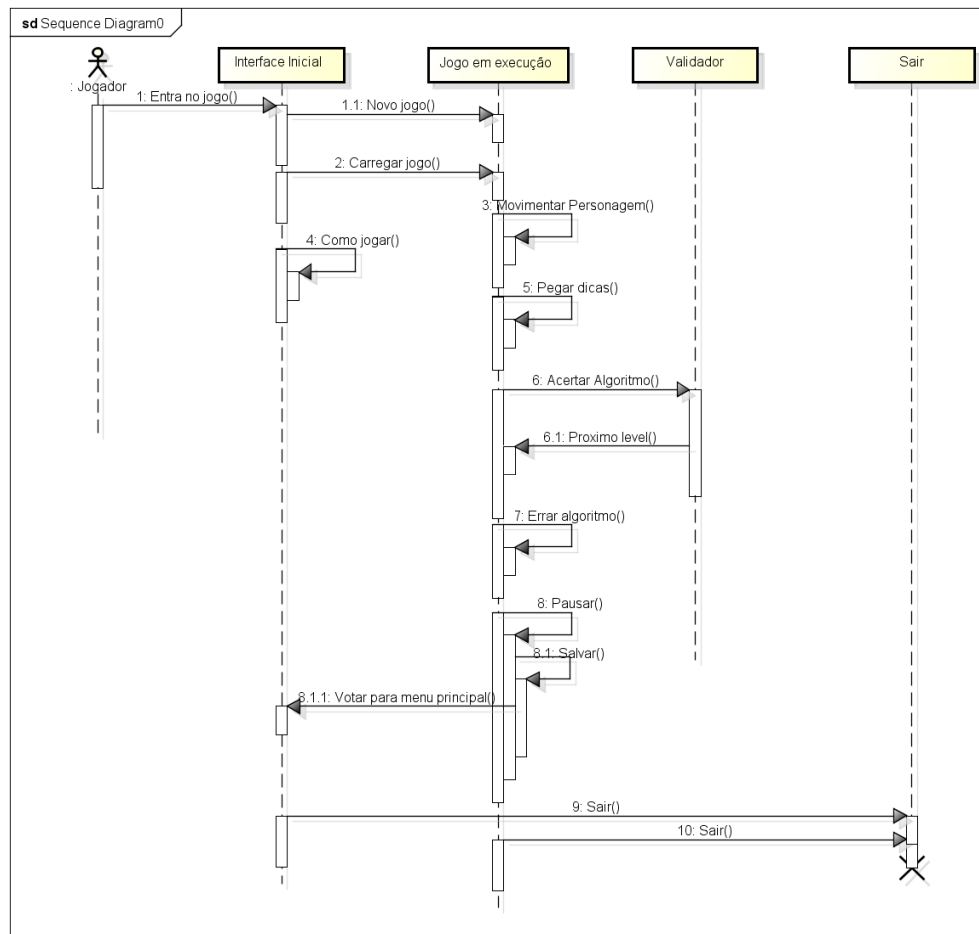 sd Sequence Diagram0
: Jogador
Interface Inicial
Jogo em execução
Validador
Sair
1: Entra no jogo()
1.1: Novo jogo()
2: Carregar jogo()
3: Movimentar Personagem()
4: Como jogar()
5: Pegar dicas()
6: Acertar Algoritmo()
6.1: Proximo level()
7: Errar algoritmo()
8: Pausar()
8.1: Salvar()
8.1.1: Votar para menu principal()
9: Sair()
10: Sair()